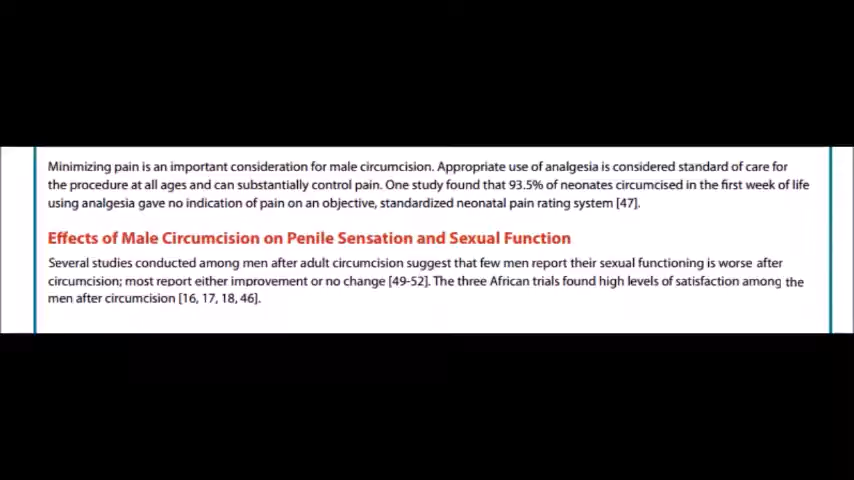 Minimizing pain is an important consideration for male circumcision. Appropriate use of analgesia is considered standard of care for
the procedure at all ages and can substantially control pain. One study found that 93.5% of neonates circumcised in the first week of life
using analgesia gave no indication of pain on an objective, standardized neonatal pain rating system [47].
Effects of Male Circumcision on Penile Sensation and Sexual Function
Several studies conducted among men after adult circumcision suggest that few men report their sexual functioning is worse after
circumcision; most report either improvement or no change [49-52]. The three African trials found high levels of satisfaction among the
men after circumcision [16, 17, 18, 46].